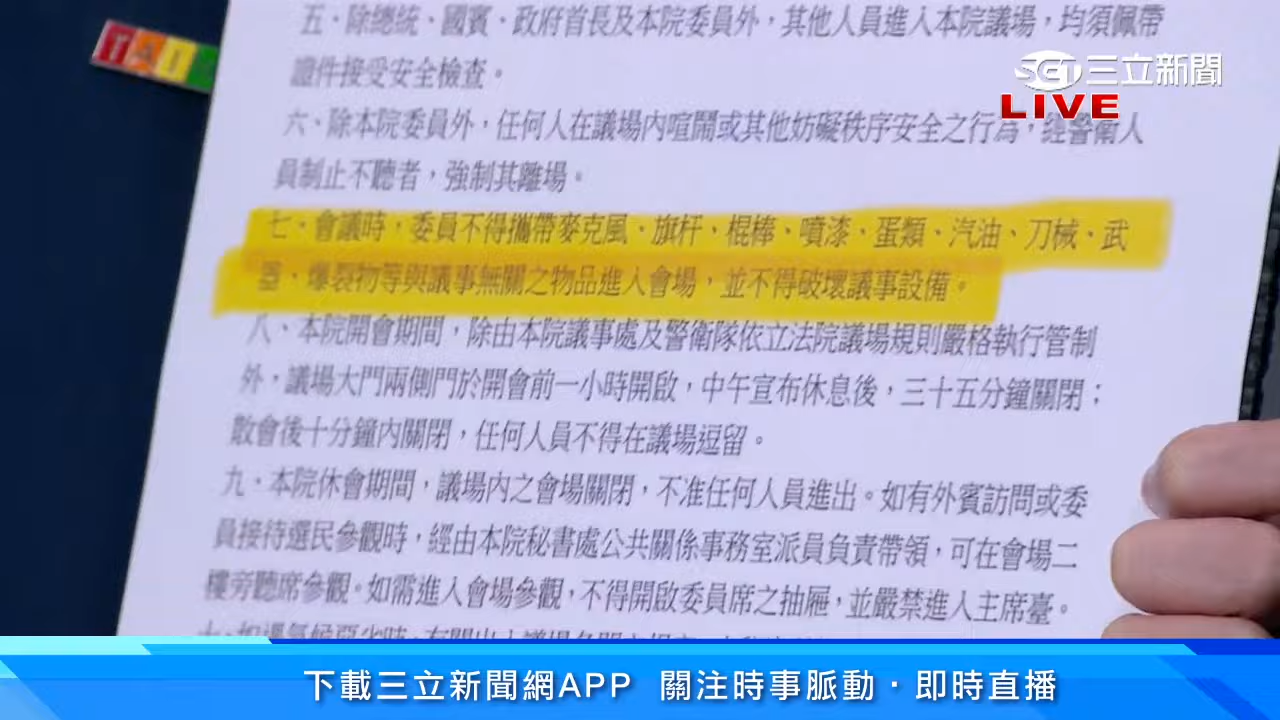 TAI
五、除總統、國賓、政府首長及本院委員外，其他人員進入本院議場，均須佩帶
證件接受安全檢查。
SET 三立新聞
LIVE
六、除本院委員外，任何人在議場內喧鬧或其他妨礙秩序安全之行為，經警衛人
員制止不聽者，強制其離場。
七、會議時，委員不得攜帶麥克風、旗杆、棍棒、噴漆、蛋類、汽油、刀械、武
器、爆裂物等與議事無關之物品進入會場，並不得破壞議事設備。
八、本院開會期間，除由本院議事處及警衛隊依立法院議場規則嚴格執行管制
外，議場大門兩側門於開會前一小時開啟，中午宣布休息後，三十五分鐘關閉；
散會後十分鐘內關閉，任何人員不得在議場逗留。
九、本院休會期間，議場內之會場關閉，不准任何人員進出。如有外賓訪問或委
員接待選民參觀時，經由本院秘書處公共關係事務室派員負責帶領，可在會場二
樓旁聽席參觀。如需進入會場參觀，不得開啟委員席之抽屜，並嚴禁進入主席臺。
下載三立新聞網APP 關注時事脈動·即時直播